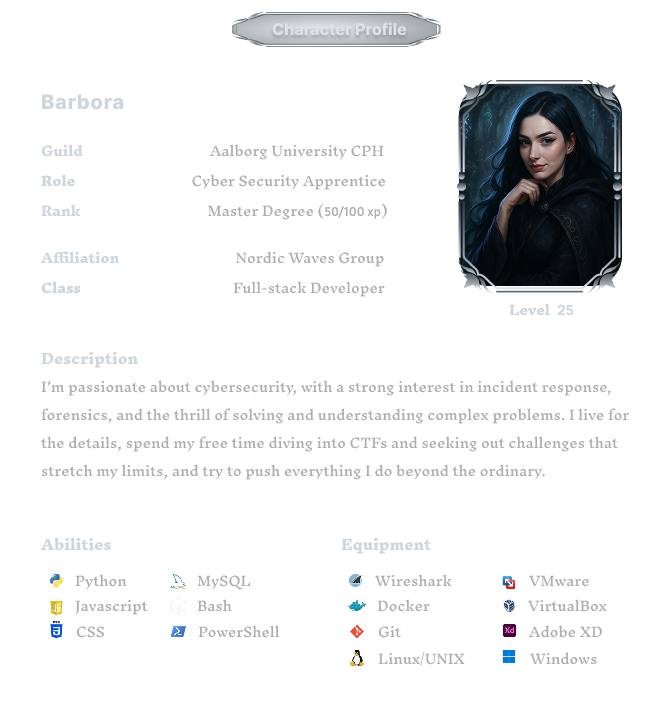 Character Profile
Barbora
Guild Aalborg University CPH
Role Cyber Security Apprentice
Rank Master Degree (50/100 xp)
Affiliation Nordic Waves Group
Class Full-stack Developer
Level 25
Description
I'm passionate about cybersecurity, with a strong interest in incident response,
forensics, and the thrill of solving and understanding complex problems. I live for
the details, spend my free time diving into CTFs and seeking out challenges that
stretch my limits, and try to push everything I do beyond the ordinary.
Abilities
Python MySQL
Javascript Bash
CSS PowerShell
Equipment
Wireshark VMware
Docker VirtualBox
Git Adobe XD
Linux/UNIX Windows